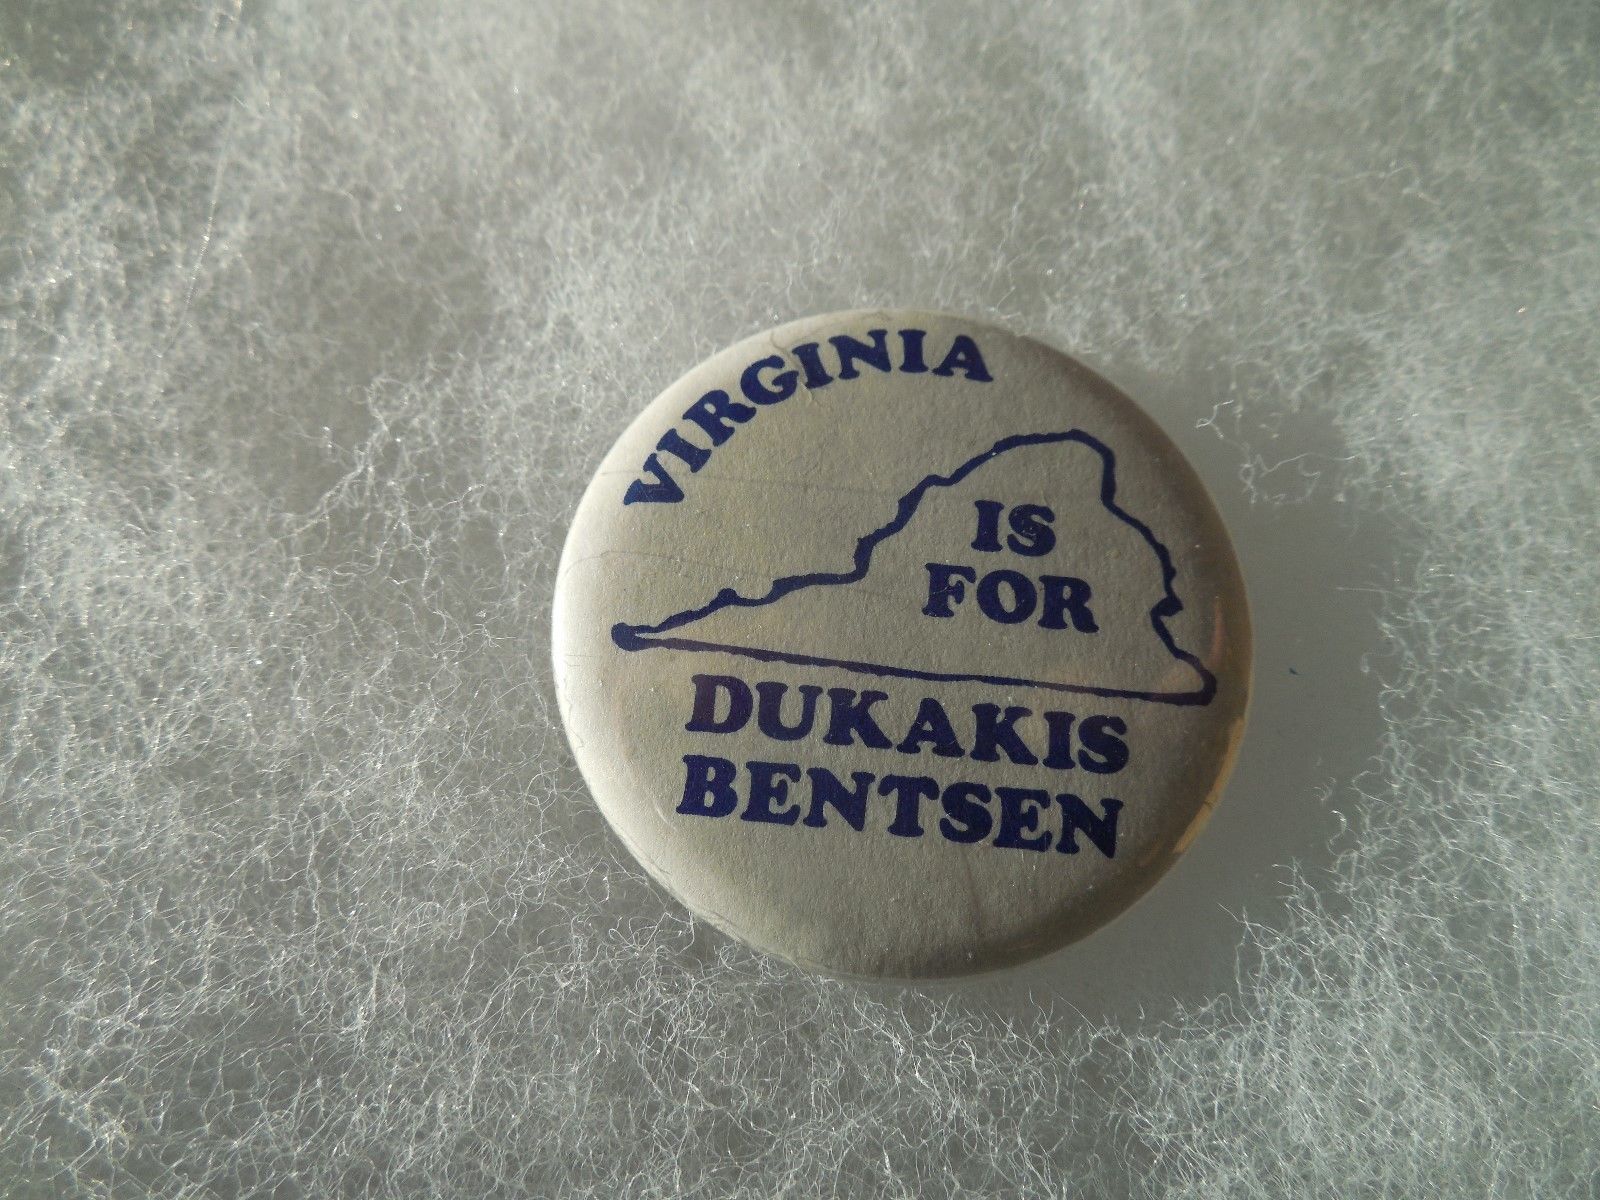 VIRGINIA
IS
FOR
DUKAKIS
BENTSEN